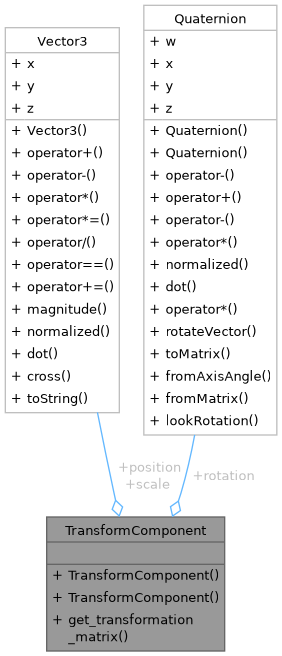 Vector3
+ x
+ y
+ z
+ Vector3()
+ operator+()
+ operator-()
+ operator*()
+ operator*=()
+ operator/()
+ operator==()
+ operator+=()
+ magnitude()
+ normalized()
+ dot()
+ cross()
+ toString()
Quaternion
+ w
+ x
+ y
+ z
+ Quaternion()
+ Quaternion()
+ operator-()
+ operator+()
+ operator-()
+ operator*()
+ normalized()
+ dot()
+ operator*()
+ rotateVector()
+ toMatrix()
+ fromAxisAngle()
+ fromMatrix()
+ lookRotation()
+position
+scale
+rotation
TransformComponent
+ TransformComponent()
+ TransformComponent()
+ get_transformation
_matrix()